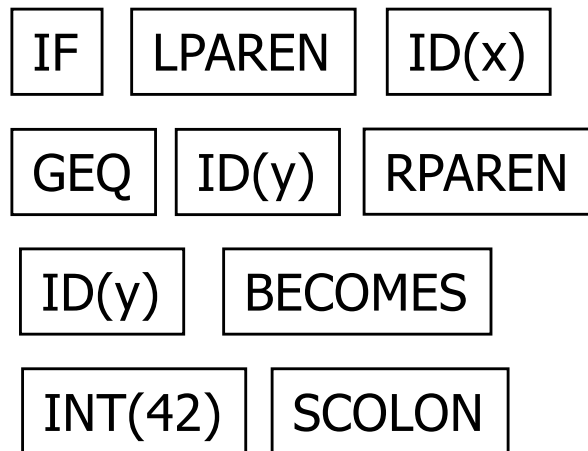 IF LPAREN ID(x)
GEQ ID(y) RPAREN
ID(y) BECOMES
INT(42) SCOLON